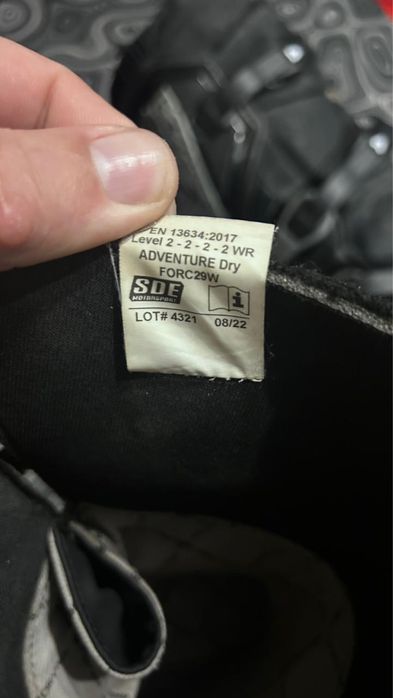 EN 13634:2017
Level 2 - 2 - 2 - 2 WR
ADVENTURE Dry
FORC29W
SDE
MOTORSPORT
i
LOT# 4321 08/22